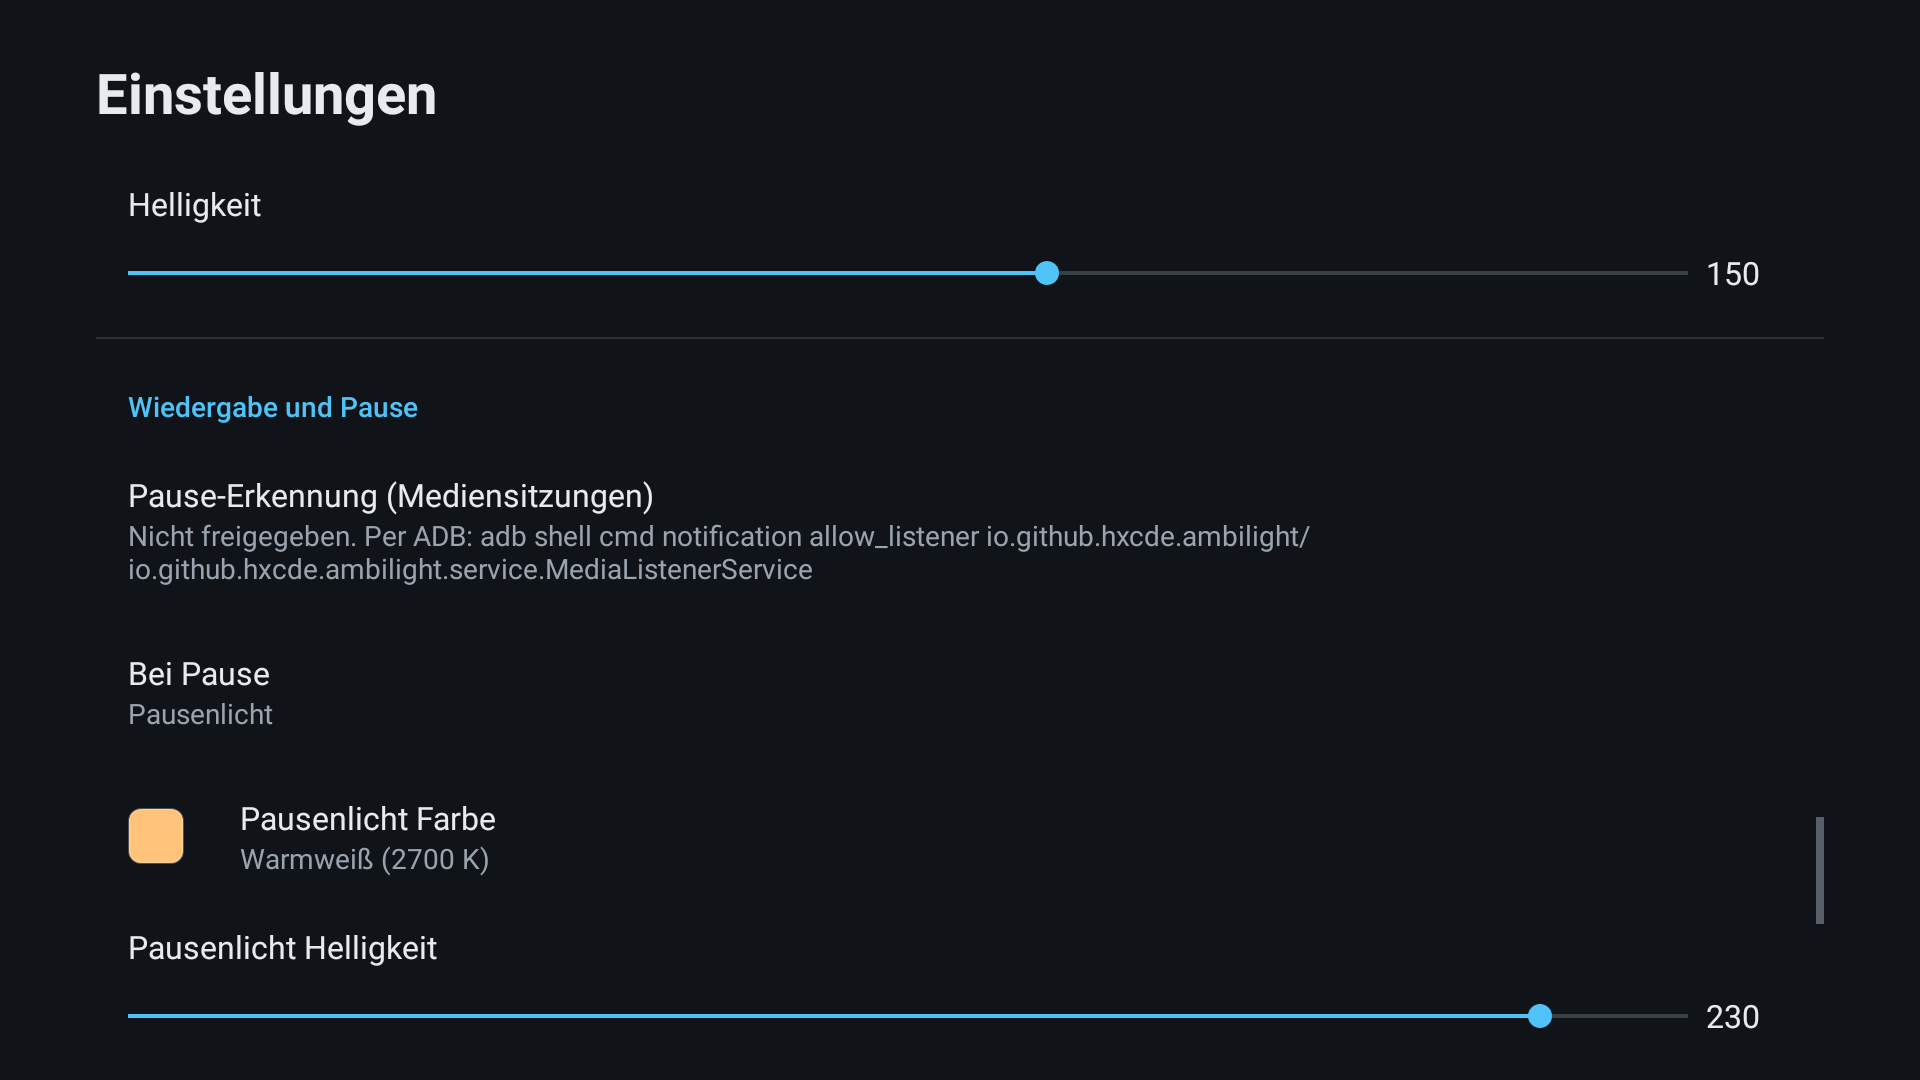 Einstellungen
Helligkeit
150
Wiedergabe und Pause
Pause-Erkennung (Mediensitzungen)
Nicht freigegeben. Per ADB: adb shell cmd notification allow_listener io.github.hxcde.ambilight/
io.github.hxcde.ambilight.service.MediaListenerService
Bei Pause
Pausenlicht
Pausenlicht Farbe
Warmweiß (2700 K)
Pausenlicht Helligkeit
230